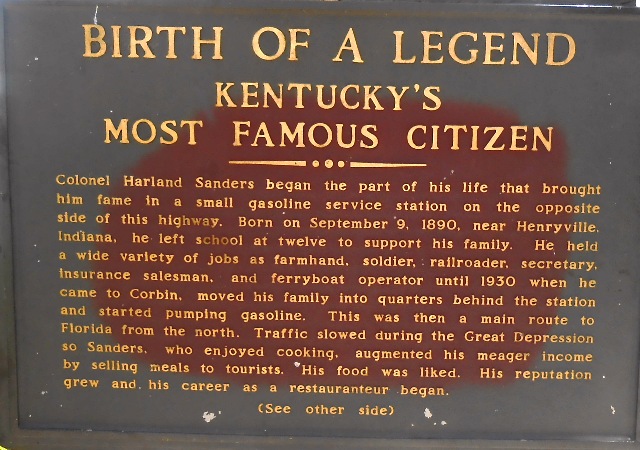 BIRTH OF A LEGEND
KENTUCKY'S
MOST FAMOUS CITIZEN
Colonel Harland Sanders began the part of his life that brought
him fame in a small gasoline service station on the opposite
side of this highway. Born on September 9, 1890, near Henryville,
Indiana, he left school at twelve to support his family. He held
a wide variety of jobs as farmhand, soldier, railroader, secretary,
insurance salesman, and ferryboat operator until 1930 when he
came to Corbin, moved his family into quarters behind the station
and started pumping gasoline. This was then a main route to
Florida from the north. Traffic slowed during the Great Depression
so Sanders, who enjoyed cooking, augmented his meager income
by selling meals to tourists. His food was liked. His reputation
grew and his career as a restauranteur began.
(See other side)